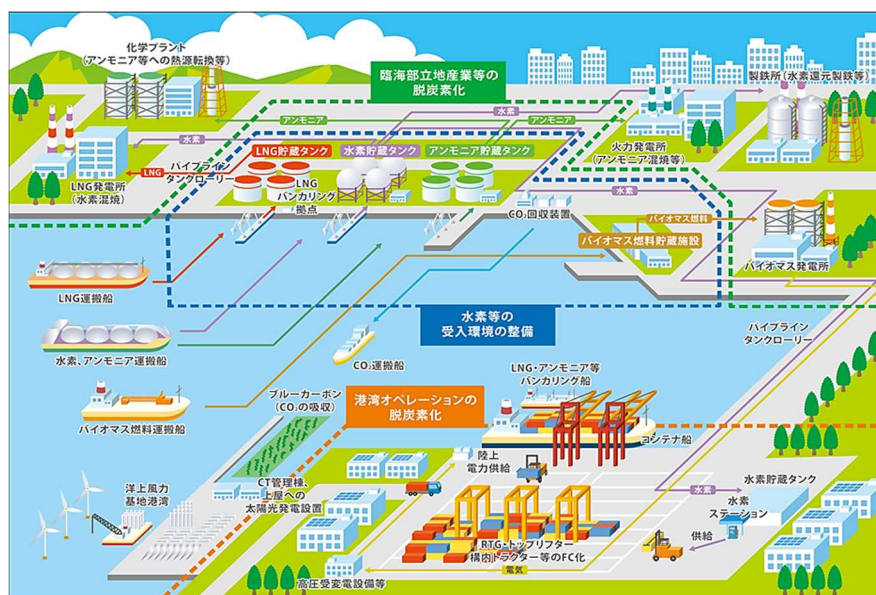 化学プラント
(アンモニア等への熱源転換等)
臨海部立地産業等の
脱炭素化
製鉄所(水素還元製鉄等)
水素
アンモニア
水素
LNG貯蔵タンク
水素貯蔵タンク
アンモニア貯蔵タンク
火力発電所
(アンモニア混焼等)
LNG
パイプライン
タンクローリー
LNG発電所
(水素混焼)
LNG
バンカリング
拠点
CO₂回収装置
水素
バイオマス燃料
バイオマス燃料貯蔵施設
バイオマス発電所
LNG運搬船
水素等の
受入環境の整備
水素、アンモニア運搬船
CO₂運搬船
パイプライン
タンクローリー
バイオマス燃料運搬船
ブルーカーボン
(CO₂の吸収)
港湾オペレーションの
脱炭素化
LNG・アンモニア等
バンカリング船
コンテナ船
陸上
電力供給
洋上風力
基地港湾
CT管理棟、
上屋への
太陽光発電設置
水素
水素貯蔵タンク
水素
ステーション
供給
RTG・トップリフター
構内トラクター等のFC化
電気
高圧受変電設備等